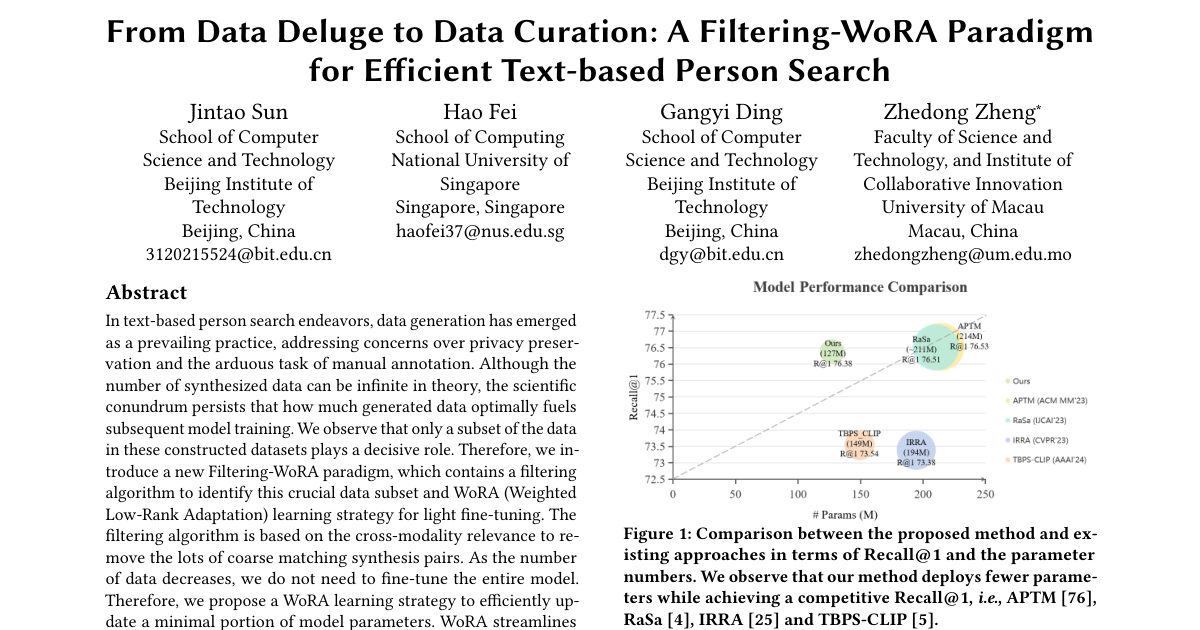 From Data Deluge to Data Curation: A Filtering-WoRA Paradigm
for Efficient Text-based Person Search
Jintao Sun
School of Computer
Science and Technology
Beijing Institute of
Technology
Beijing, China
3120215524@bit.edu.cn
Hao Fei
School of Computing
National University of
Singapore
Singapore, Singapore
haofei37@nus.edu.sg
Gangyi Ding
School of Computer
Science and Technology
Beijing Institute of
Technology
Beijing, China
dgy@bit.edu.cn
Zhedong Zheng*
Faculty of Science and
Technology, and Institute of
Collaborative Innovation
University of Macau
Macau, China
zhedongzheng@um.edu.mo
Abstract
In text-based person search endeavors, data generation has emerged
as a prevailing practice, addressing concerns over privacy preser-
vation and the arduous task of manual annotation. Although the
number of synthesized data can be infinite in theory, the scientific
conundrum persists that how much generated data optimally fuels
subsequent model training. We observe that only a subset of the data
in these constructed datasets plays a decisive role. Therefore, we in-
troduce a new Filtering-WoRA paradigm, which contains a filtering
algorithm to identify this crucial data subset and WoRA (Weighted
Low-Rank Adaptation) learning strategy for light fine-tuning. The
filtering algorithm is based on the cross-modality relevance to re-
move the lots of coarse matching synthesis pairs. As the number
of data decreases, we do not need to fine-tune the entire model.
Therefore, we propose a WoRA learning strategy to efficiently up-
date a minimal portion of model parameters. WoRA streamlines
Model Performance Comparison
Recall@1
77.5
77
76.5
76
75.5
75
74.5
74
73.5
73
72.5
Ours
(127M)
R@1 76.38
RaSa
(~211M)
R@1 76.51
APTM
(214M)
R@1 76.53
TBPS_CLIP
(149M)
R@1 73.54
IRRA
(194M)
R@1 73.38
0 50 100 150 200 250
# Params (M)
Ours
APTM (ACM MM'23)
RaSa (IJCAI'23)
IRRA (CVPR'23)
TBPS-CLIP (AAAI'24)
Figure 1: Comparison between the proposed method and ex-
isting approaches in terms of Recall@1 and the parameter
numbers. We observe that our method deploys fewer parame-
ters while achieving a competitive Recall@1, i.e., APTM [76],
RaSa [4], IRRA [25] and TBPS-CLIP [5].